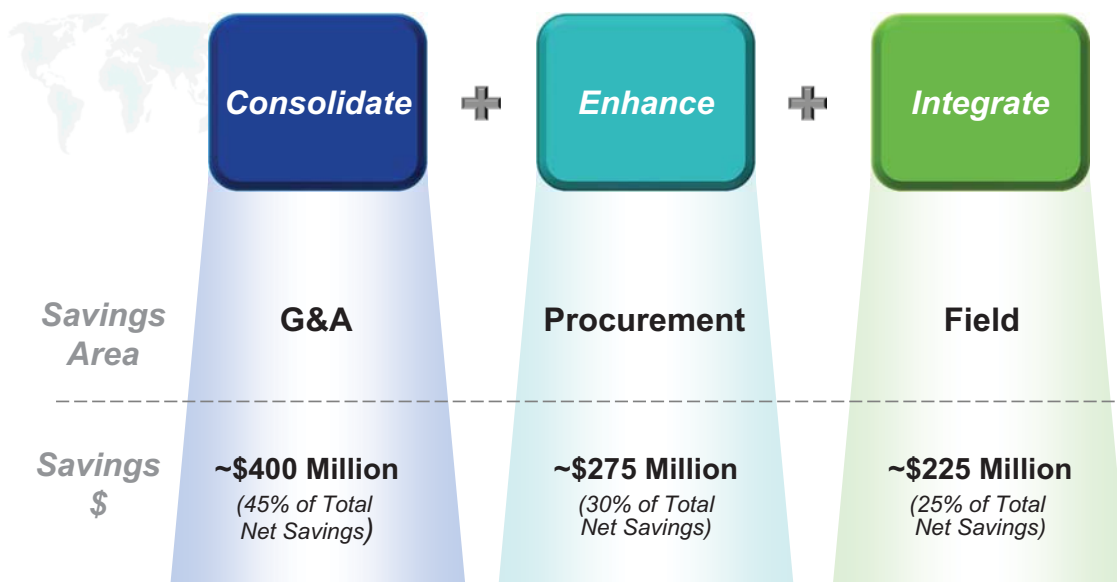 Consolidate
Enhance
Integrate
Savings
Area
G&A
Procurement
Field
Savings
$
~$400 Million
(45% of Total
Net Savings)
~$275 Million
(30% of Total
Net Savings)
~$225 Million
(25% of Total
Net Savings)